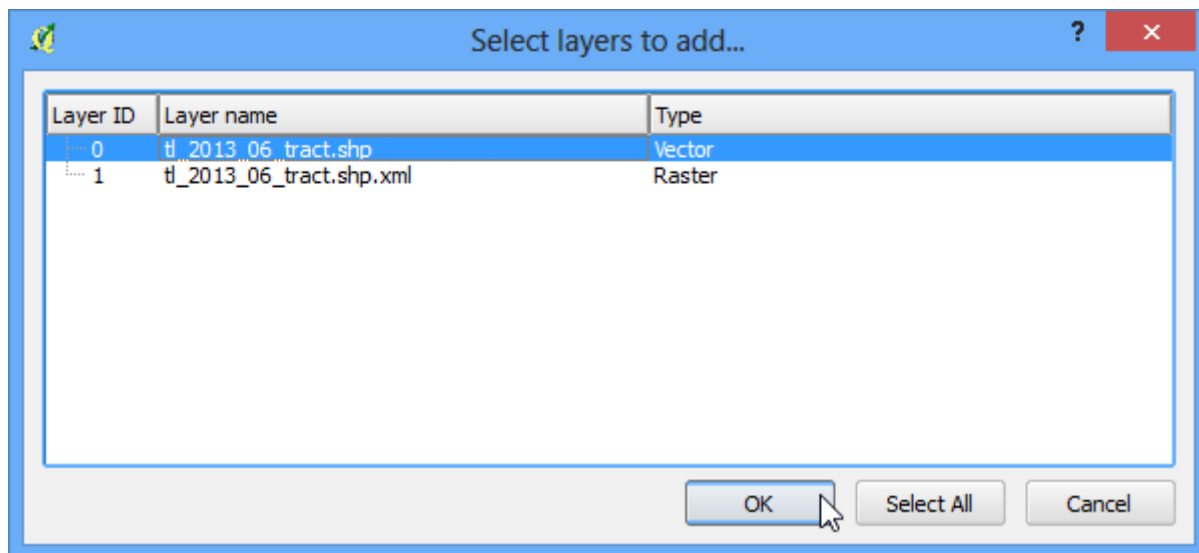 Select layers to add...
?
×
Layer ID Layer name Type
0 tl_2013_06_tract.shp Vector
1 tl_2013_06_tract.shp.xml Raster
OK Select All Cancel